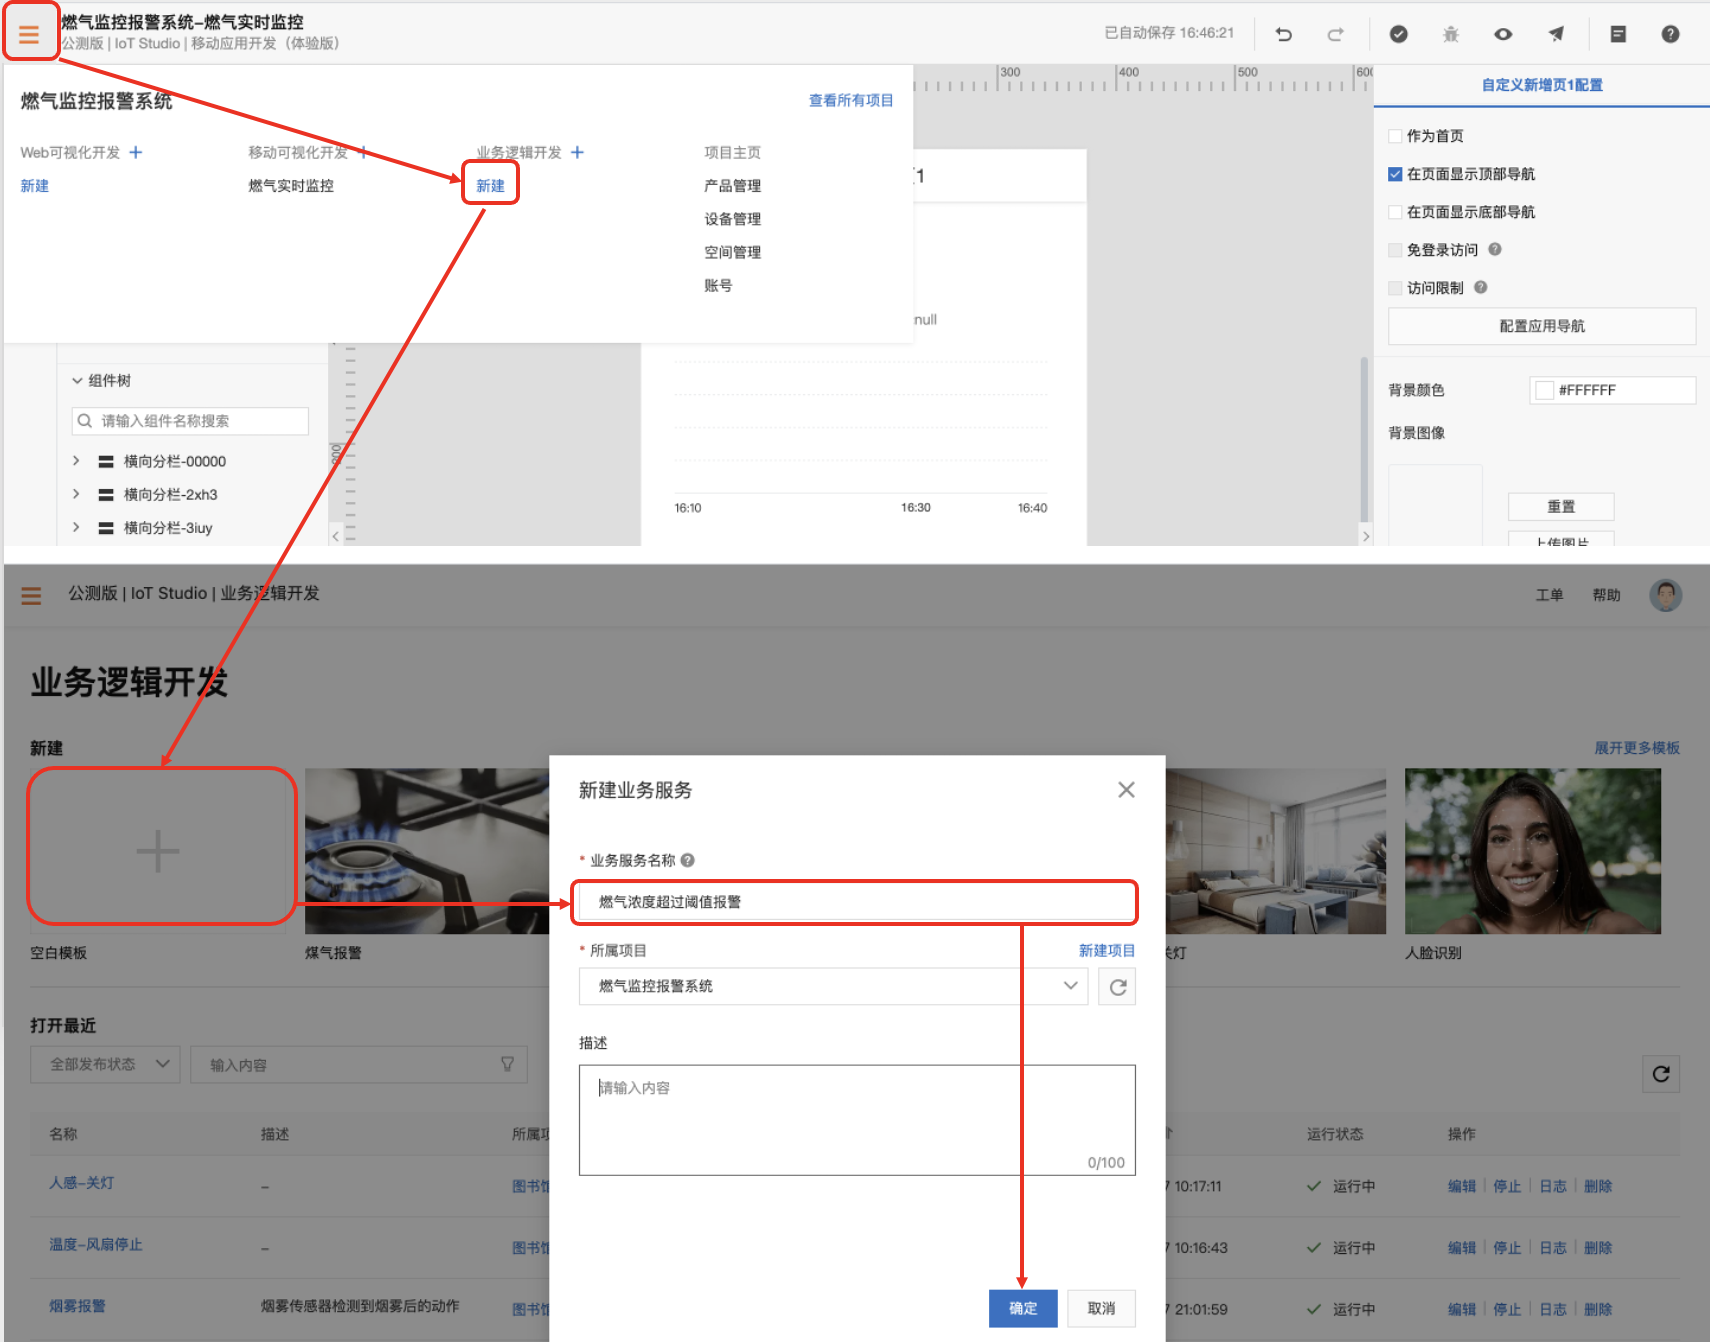 燃气监控报警系统-燃气实时监控
公测版 | IoT Studio | 移动应用开发（体验版）
已自动保存 16:46:21
燃气监控报警系统
查看所有项目
Web可视化开发
移动可视化开发
业务逻辑开发
项目主页
新建
燃气实时监控
新建
产品管理
设备管理
空间管理
账号
300
400
500
1
null
16:10
16:30
16:40
组件树
请输入组件名称搜索
横向分栏-00000
横向分栏-2xh3
横向分栏-3iuy
自定义新增页1配置
作为首页
在页面显示顶部导航
在页面显示底部导航
免登录访问
访问限制
配置应用导航
背景颜色
#FFFFFF
背景图像
重置
上传图片
公测版 | IoT Studio | 业务逻辑开发
工单
帮助
业务逻辑开发
新建
展开更多模板
空白模板
煤气报警
关灯
人脸识别
打开最近
全部发布状态
输入内容
名称
描述
所属项
运行状态
操作
人感-关灯
–
图书馆
7 10:17:11
运行中
编辑 | 停止 | 日志 | 删除
温度-风扇停止
–
图书馆
7 10:16:43
运行中
编辑 | 停止 | 日志 | 删除
烟雾报警
烟雾传感器检测到烟雾后的动作
图书馆
7 21:01:59
运行中
编辑 | 停止 | 日志 | 删除
新建业务服务
* 业务服务名称
燃气浓度超过阈值报警
* 所属项目
新建项目
燃气监控报警系统
描述
请输入内容
0/100
确定
取消